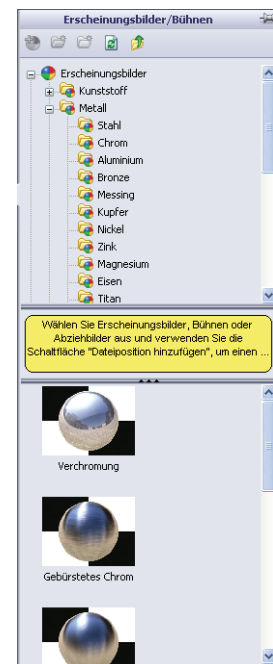 Erscheinungsbilder/Bühnen
Erscheinungsbilder
Kunststoff
Metall
Stahl
Chrom
Aluminium
Bronze
Messing
Kupfer
Nickel
Zink
Magnesium
Eisen
Titan
Wählen Sie Erscheinungsbilder, Bühnen oder
Abziehbilder aus und verwenden Sie die
Schaltfläche "Dateiposition hinzufügen", um einen ...
Verchromung
Gebürstetes Chrom